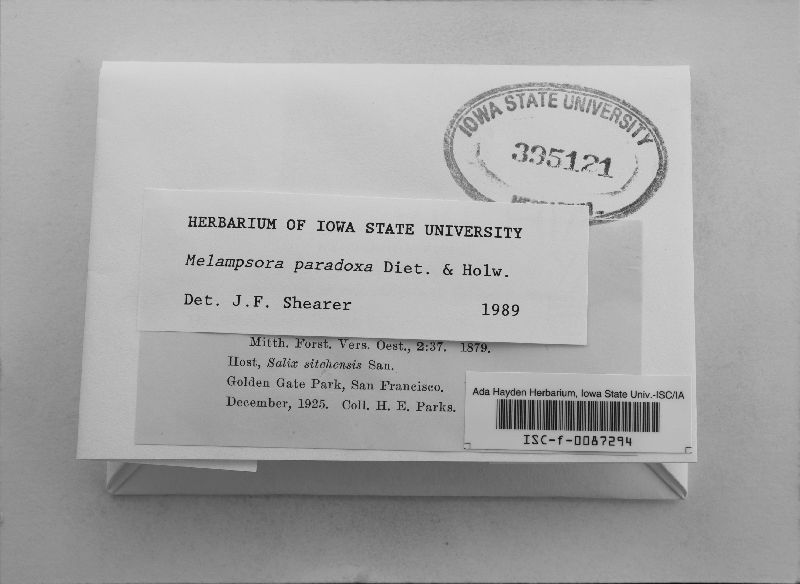 IOWA STATE UNIVERSITY
335121
HERBARIUM OF IOWA STATE UNIVERSITY
Melampsora paradoxa Diet. & Holw.
Det. J.F. Shearer 1989
Mitth. Forst. Vers. Oest., 2:37. 1879.
Host, Salix sitchensis San.
Golden Gate Park, San Francisco.
December, 1925. Coll. H. E. Parks.
Ada Hayden Herbarium, Iowa State Univ.-ISC/IA
ISC-f-0087294